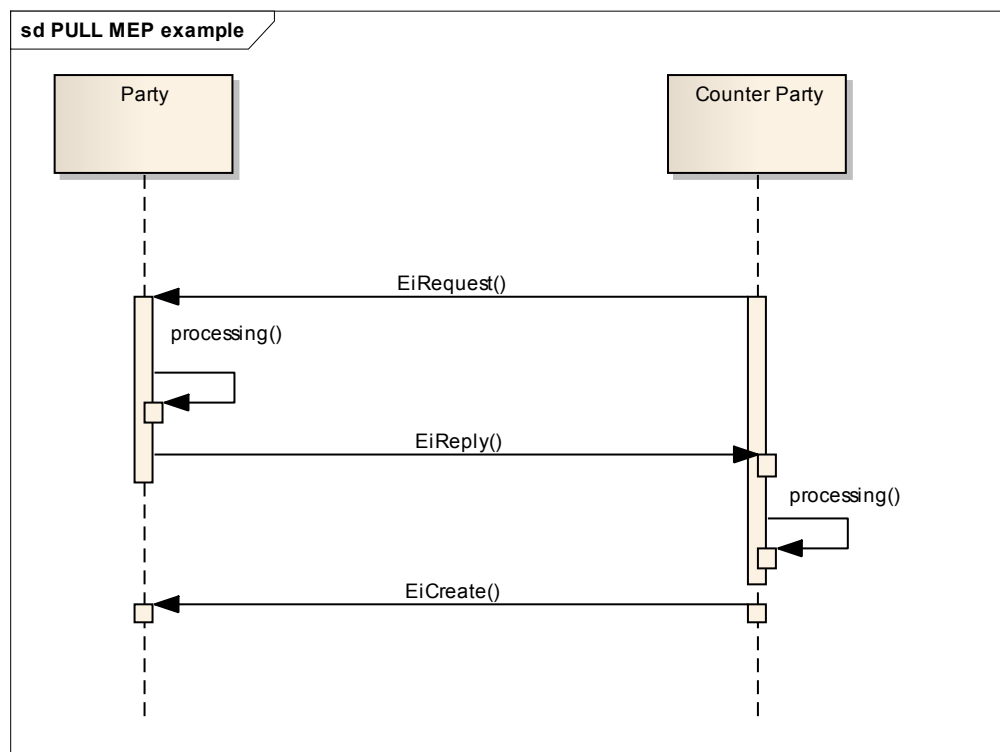 sd PULL MEP example
Party
Counter Party
EiRequest()
processing()
EiReply()
processing()
EiCreate()